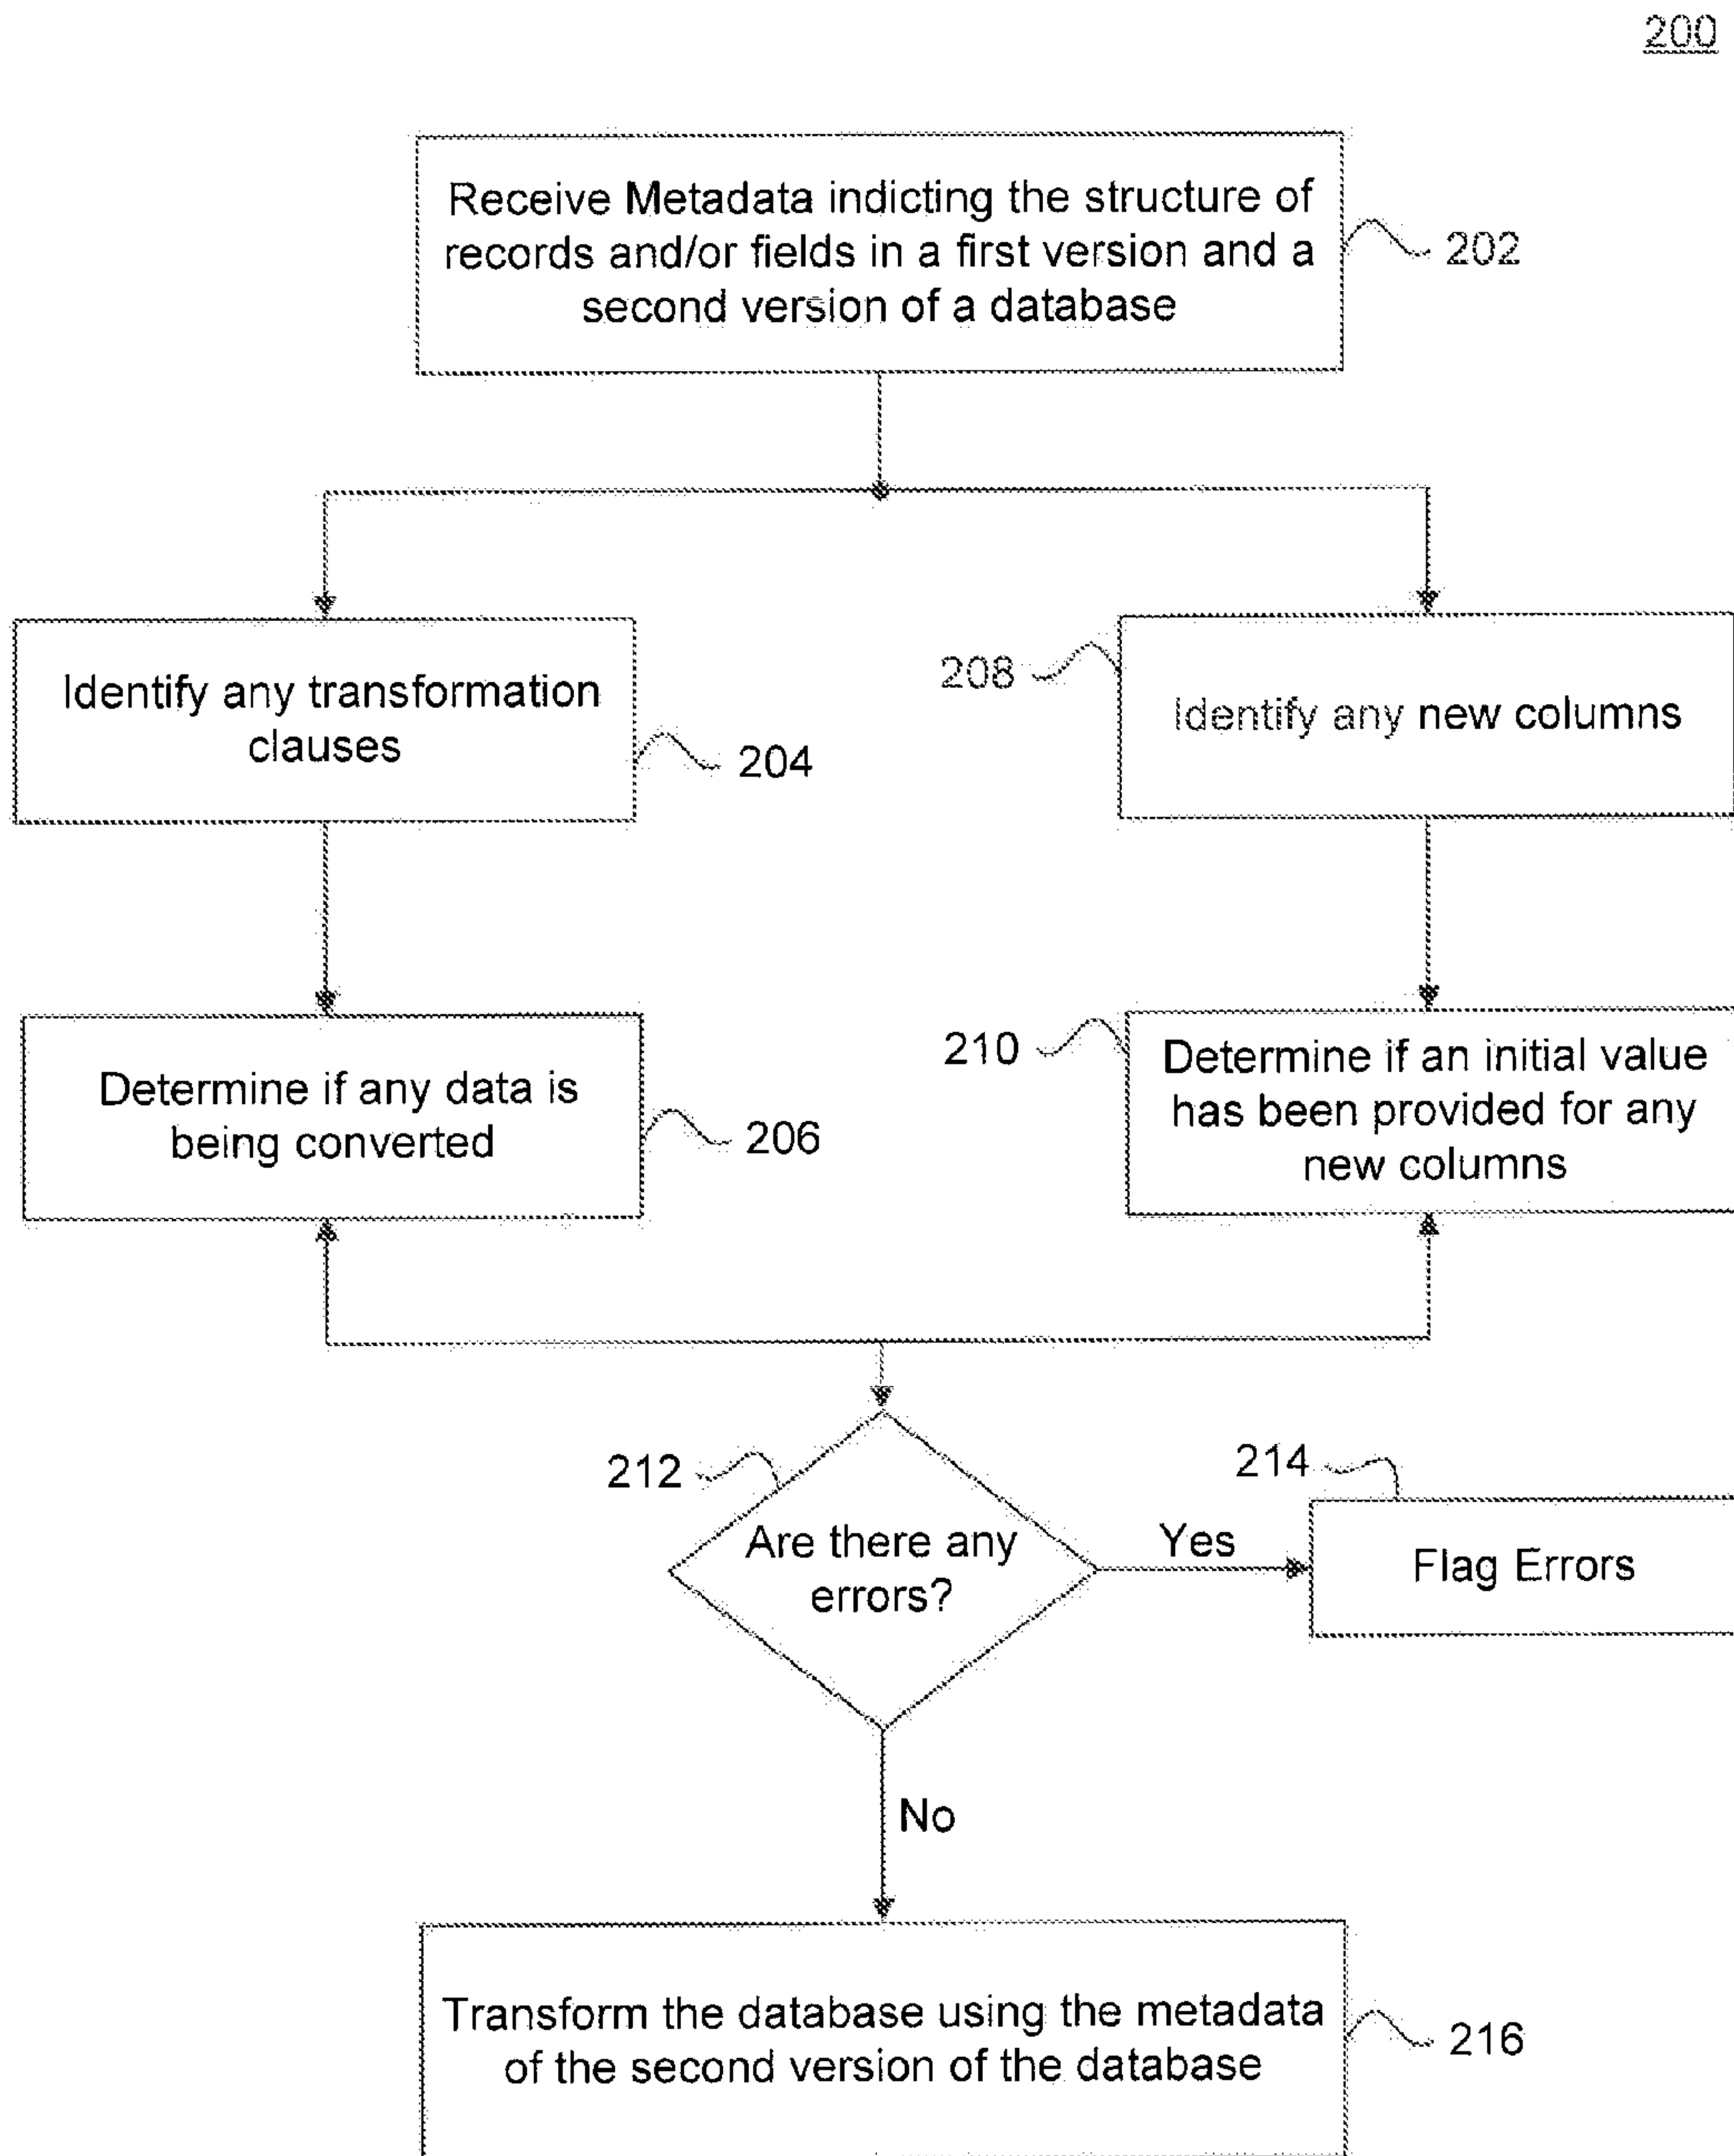 200
Receive Metadata indicting the structure of
records and/or fields in a first version and a
second version of a database
202
Identify any transformation
clauses
204
208
Identify any new columns
Determine if any data is
being converted
206
210
Determine if an initial value
has been provided for any
new columns
212
Are there any
errors?
Yes
214
Flag Errors
No
Transform the database using the metadata
of the second version of the database
216